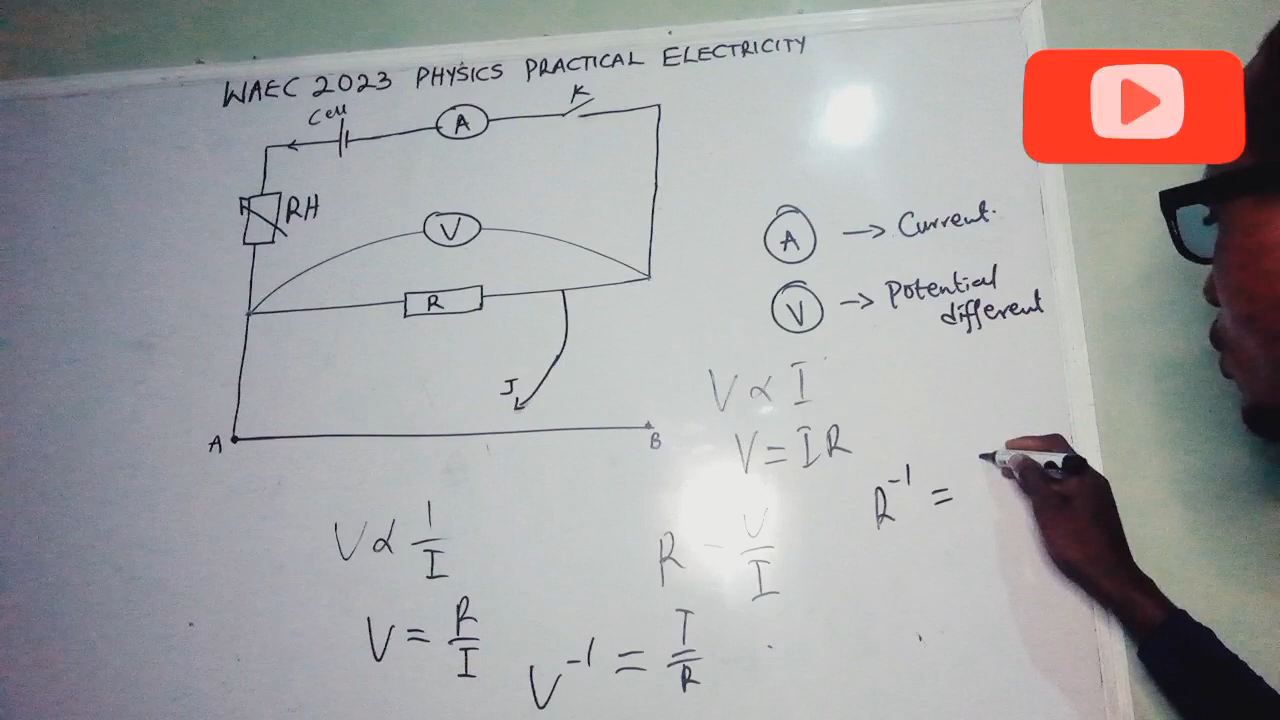 WAEC 2023 PHYSICS PRACTICAL ELECTRICITY
Cell
A
K
RH
V
R
J
A
B
A → Current.
V → Potential
different
V ∝ I
V = IR
R⁻¹ =
V ∝ 1/I
R = V/I
V = R/I
V⁻¹ = I/R